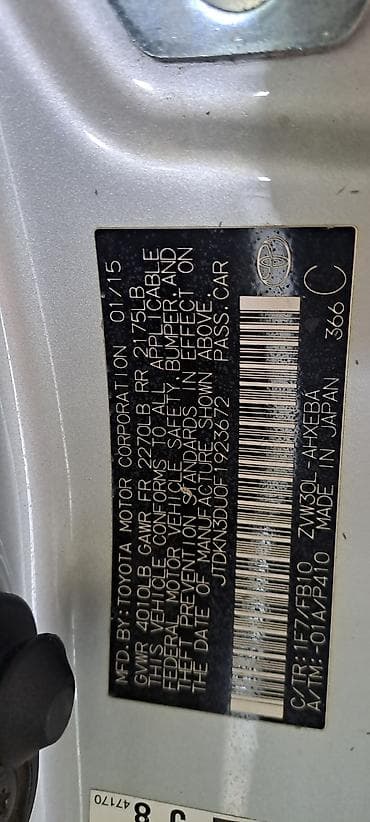 MFD. BY: TOYOTA MOTOR CORPORATION 01/15
GVWR 4010LB GAWR FR 2270LB RR 2175LB
THIS VEHICLE CONFORMS TO ALL APPLICABLE
FEDERAL MOTOR VEHICLE SAFETY, BUMPER, AND
THEFT PREVENTION STANDARDS IN EFFECT ON
THE DATE OF MANUFACTURE SHOWN ABOVE.
JTDKN3DU0F1923672 PASS. CAR
C/TR: 1F7/FB10 ZVW30L-AHXEBA
A/TM: -01A/P410 MADE IN JAPAN 366 C
47170